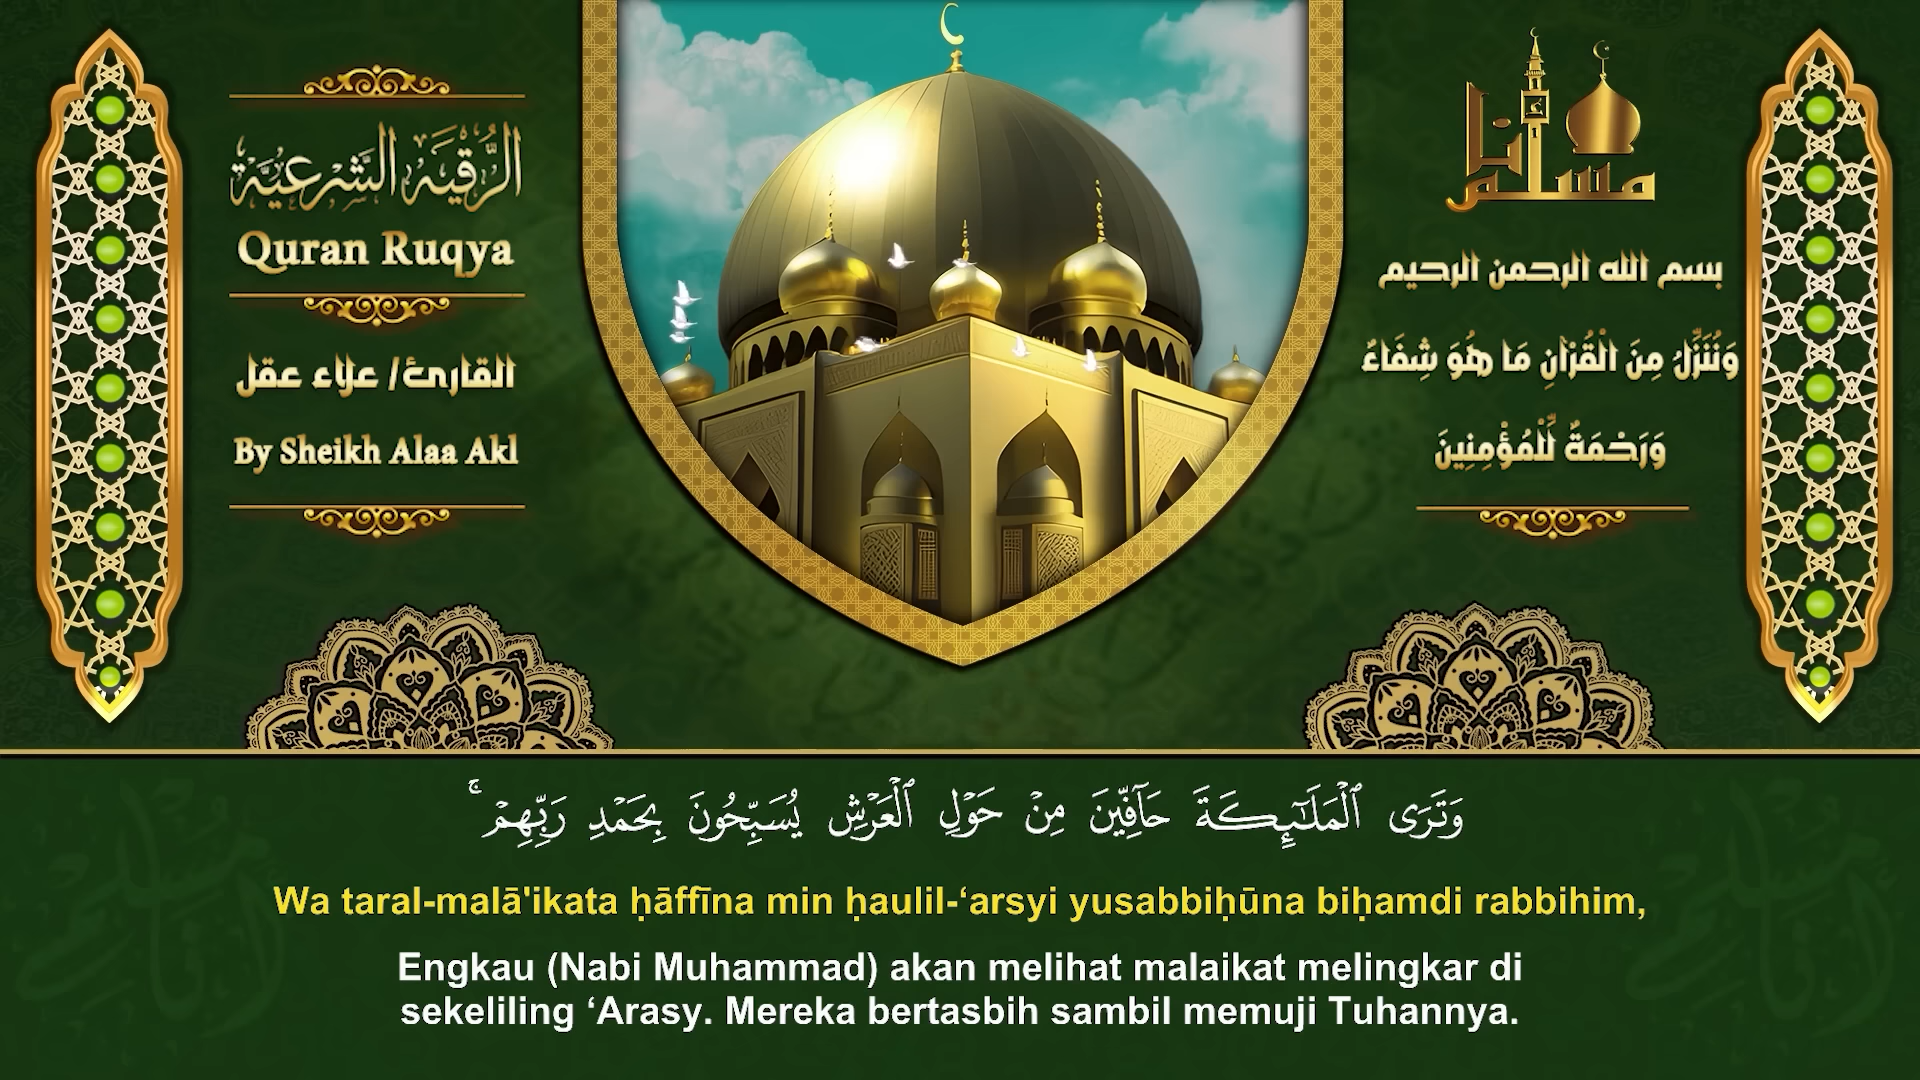 الرُّقْيَةِ الشَّرْعِيَّة
Quran Ruqya
القارئ/ علاء عقل
By Sheikh Alaa Akl
أنا مسلم
بسم الله الرحمن الرحيم
وَنُنَزِّلُ مِنَ الْقُرْآنِ مَا هُوَ شِفَاءٌ
وَرَحْمَةٌ لِّلْمُؤْمِنِينَ
وَتَرَى ٱلْمَلَـٰٓئِكَةَ حَآفِّينَ مِنْ حَوْلِ ٱلْعَرْشِ يُسَبِّحُونَ بِحَمْدِ رَبِّهِمْ ۚ
Wa taral-malā'ikata ḥāffīna min ḥaulil-‘arsyi yusabbiḥūna biḥamdi rabbihim,
Engkau (Nabi Muhammad) akan melihat malaikat melingkar di
sekeliling ‘Arasy. Mereka bertasbih sambil memuji Tuhannya.